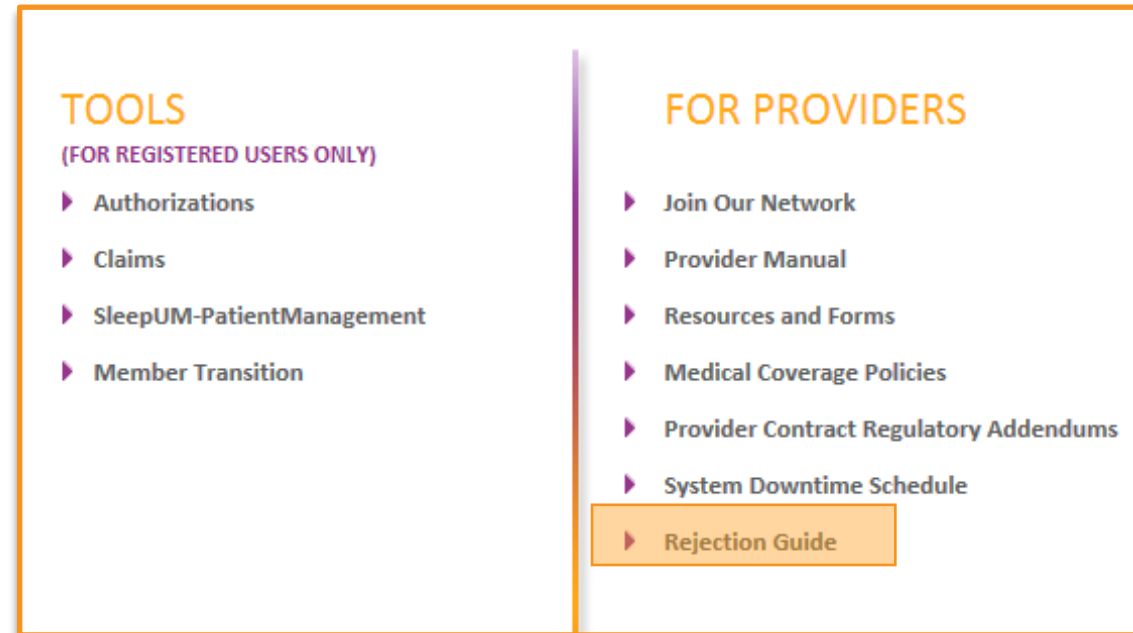 TOOLS
(FOR REGISTERED USERS ONLY)
Authorizations
Claims
SleepUM-PatientManagement
Member Transition
FOR PROVIDERS
Join Our Network
Provider Manual
Resources and Forms
Medical Coverage Policies
Provider Contract Regulatory Addendums
System Downtime Schedule
Rejection Guide